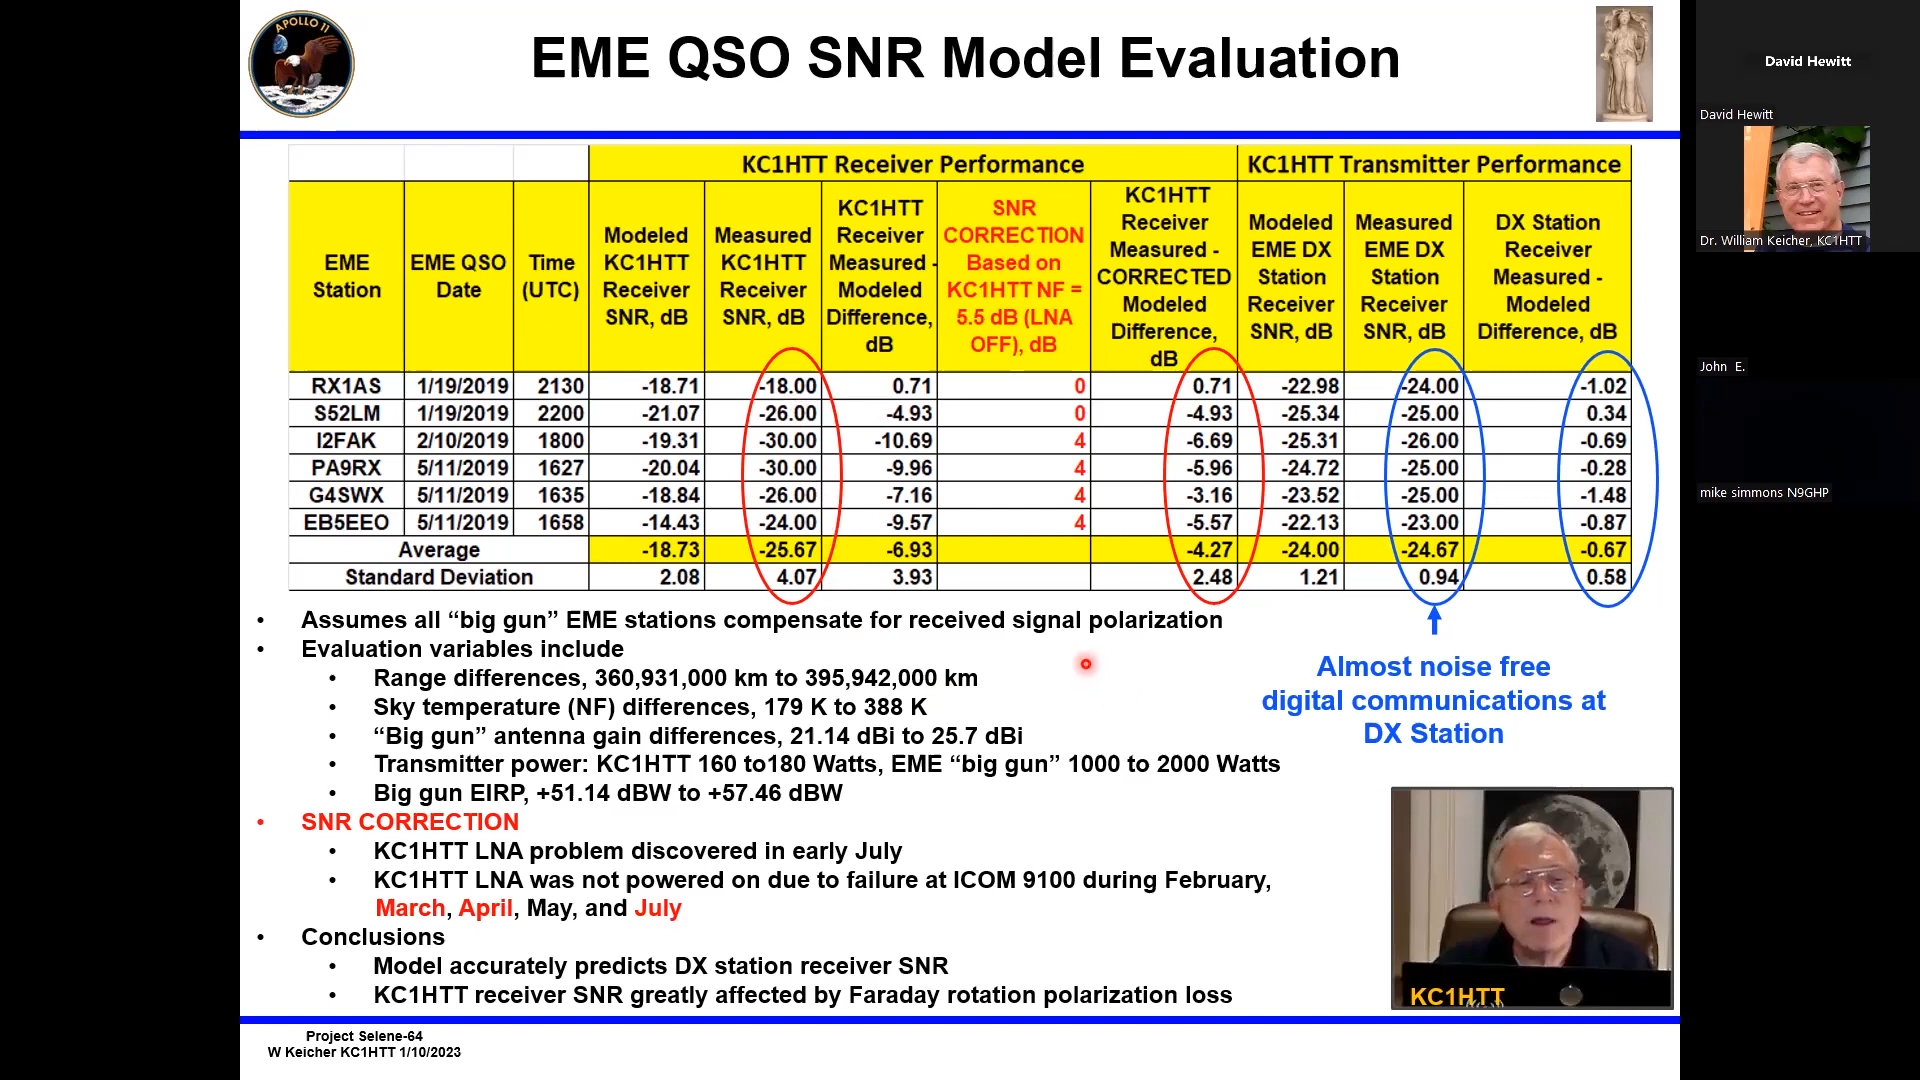 APOLLO 11
EME QSO SNR Model Evaluation
KC1HTT Receiver Performance
KC1HTT Transmitter Performance
EME Station
EME QSO Date
Time (UTC)
Modeled KC1HTT Receiver SNR, dB
Measured KC1HTT Receiver SNR, dB
KC1HTT Receiver Measured - Modeled Difference, dB
SNR CORRECTION Based on KC1HTT NF = 5.5 dB (LNA OFF), dB
KC1HTT Receiver Measured - CORRECTED Modeled Difference, dB
Modeled EME DX Station Receiver SNR, dB
Measured EME DX Station Receiver SNR, dB
DX Station Receiver Measured - Modeled Difference, dB
RX1AS 1/19/2019 2130 -18.71 -18.00 0.71 0 0.71 -22.98 -24.00 -1.02
S52LM 1/19/2019 2200 -21.07 -26.00 -4.93 0 -4.93 -25.34 -25.00 0.34
I2FAK 2/10/2019 1800 -19.31 -30.00 -10.69 4 -6.69 -25.31 -26.00 -0.69
PA9RX 5/11/2019 1627 -20.04 -30.00 -9.96 4 -5.96 -24.72 -25.00 -0.28
G4SWX 5/11/2019 1635 -18.84 -26.00 -7.16 4 -3.16 -23.52 -25.00 -1.48
EB5EEO 5/11/2019 1658 -14.43 -24.00 -9.57 4 -5.57 -22.13 -23.00 -0.87
Average -18.73 -25.67 -6.93 -4.27 -24.00 -24.67 -0.67
Standard Deviation 2.08 4.07 3.93 2.48 1.21 0.94 0.58
• Assumes all “big gun” EME stations compensate for received signal polarization
• Evaluation variables include
• Range differences, 360,931,000 km to 395,942,000 km
• Sky temperature (NF) differences, 179 K to 388 K
• “Big gun” antenna gain differences, 21.14 dBi to 25.7 dBi
• Transmitter power: KC1HTT 160 to180 Watts, EME “big gun” 1000 to 2000 Watts
• Big gun EIRP, +51.14 dBW to +57.46 dBW
• SNR CORRECTION
• KC1HTT LNA problem discovered in early July
• KC1HTT LNA was not powered on due to failure at ICOM 9100 during February,
March, April, May, and July
• Conclusions
• Model accurately predicts DX station receiver SNR
• KC1HTT receiver SNR greatly affected by Faraday rotation polarization loss
Almost noise free
digital communications at
DX Station
KC1HTT
Project Selene-64
W Keicher KC1HTT 1/10/2023
David Hewitt
David Hewitt
Dr. William Keicher, KC1HTT
John E.
mike simmons N9GHP